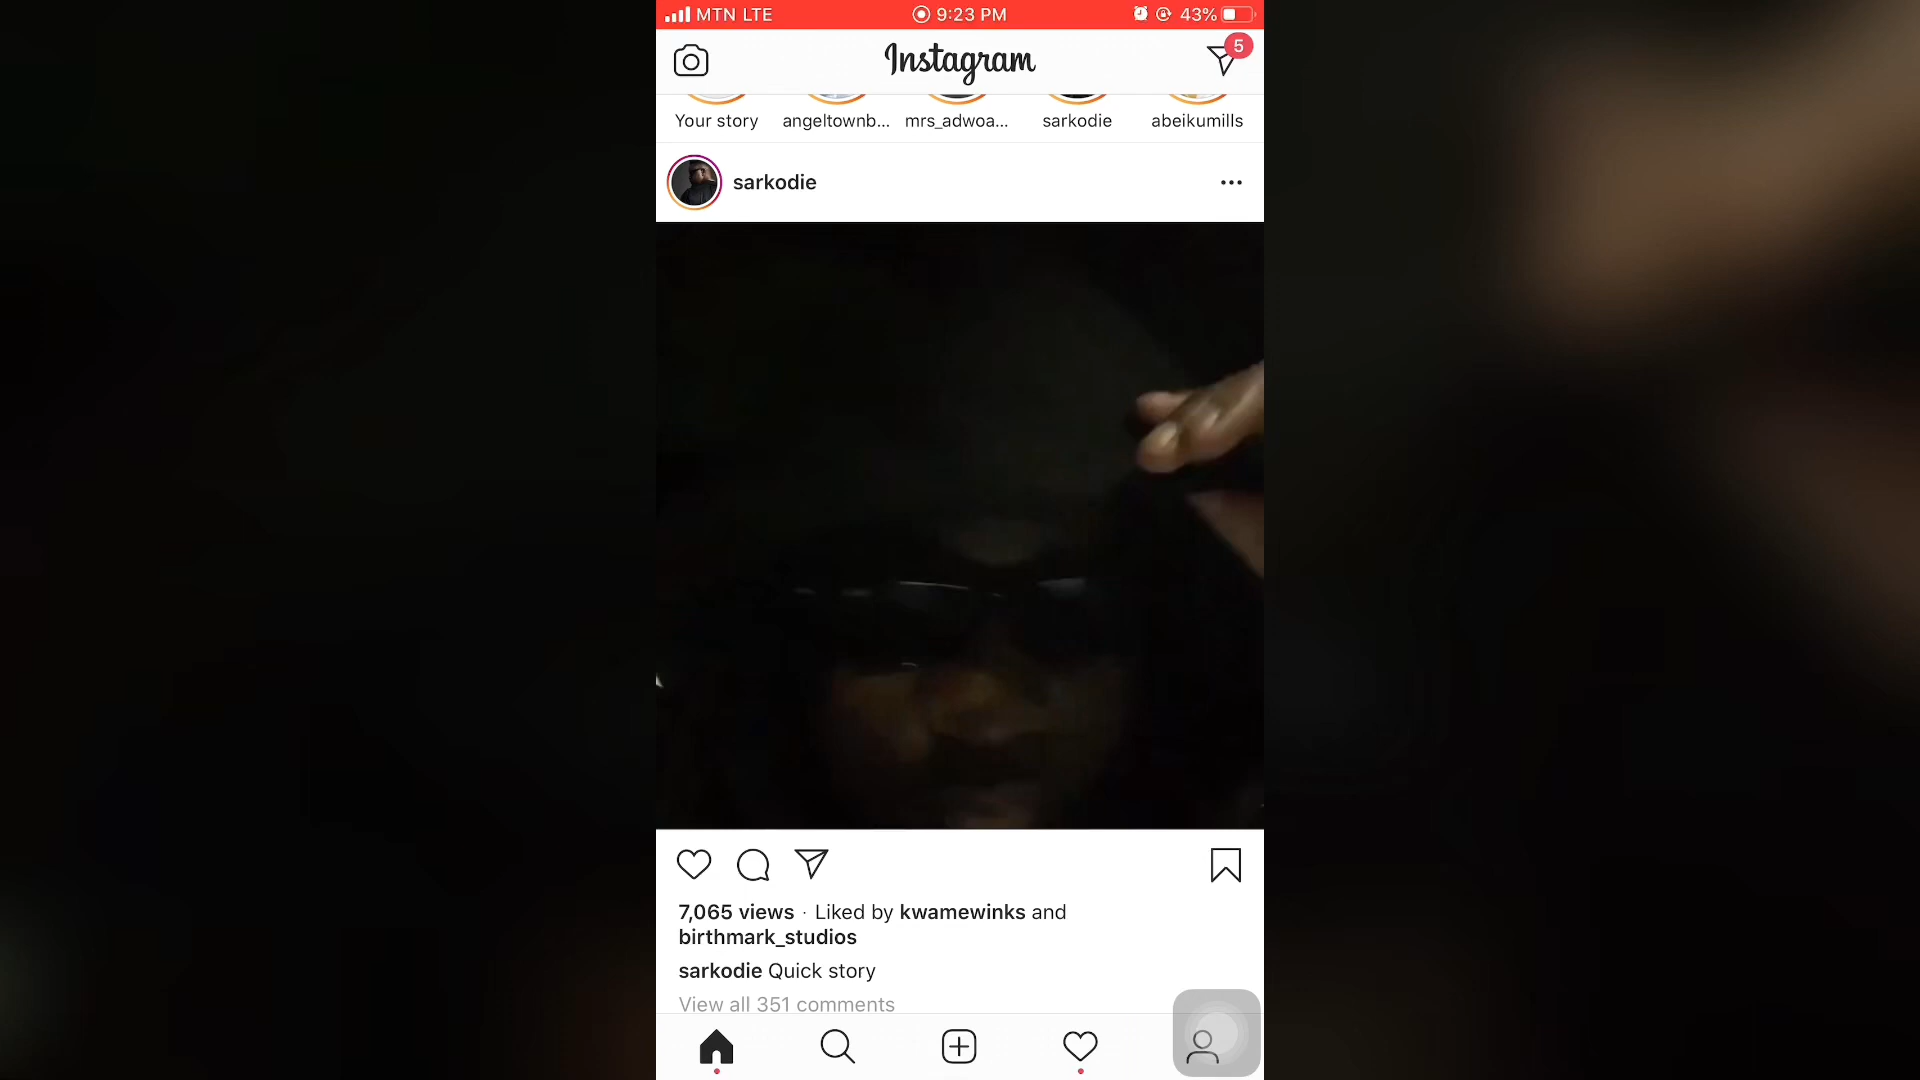 MTN LTE 9:23 PM 43%
Instagram 5
Your story angeltownb... mrs_adwoa... sarkodie abeikumills
sarkodie
7,065 views · Liked by kwamewinks and
birthmark_studios
sarkodie Quick story
View all 351 comments